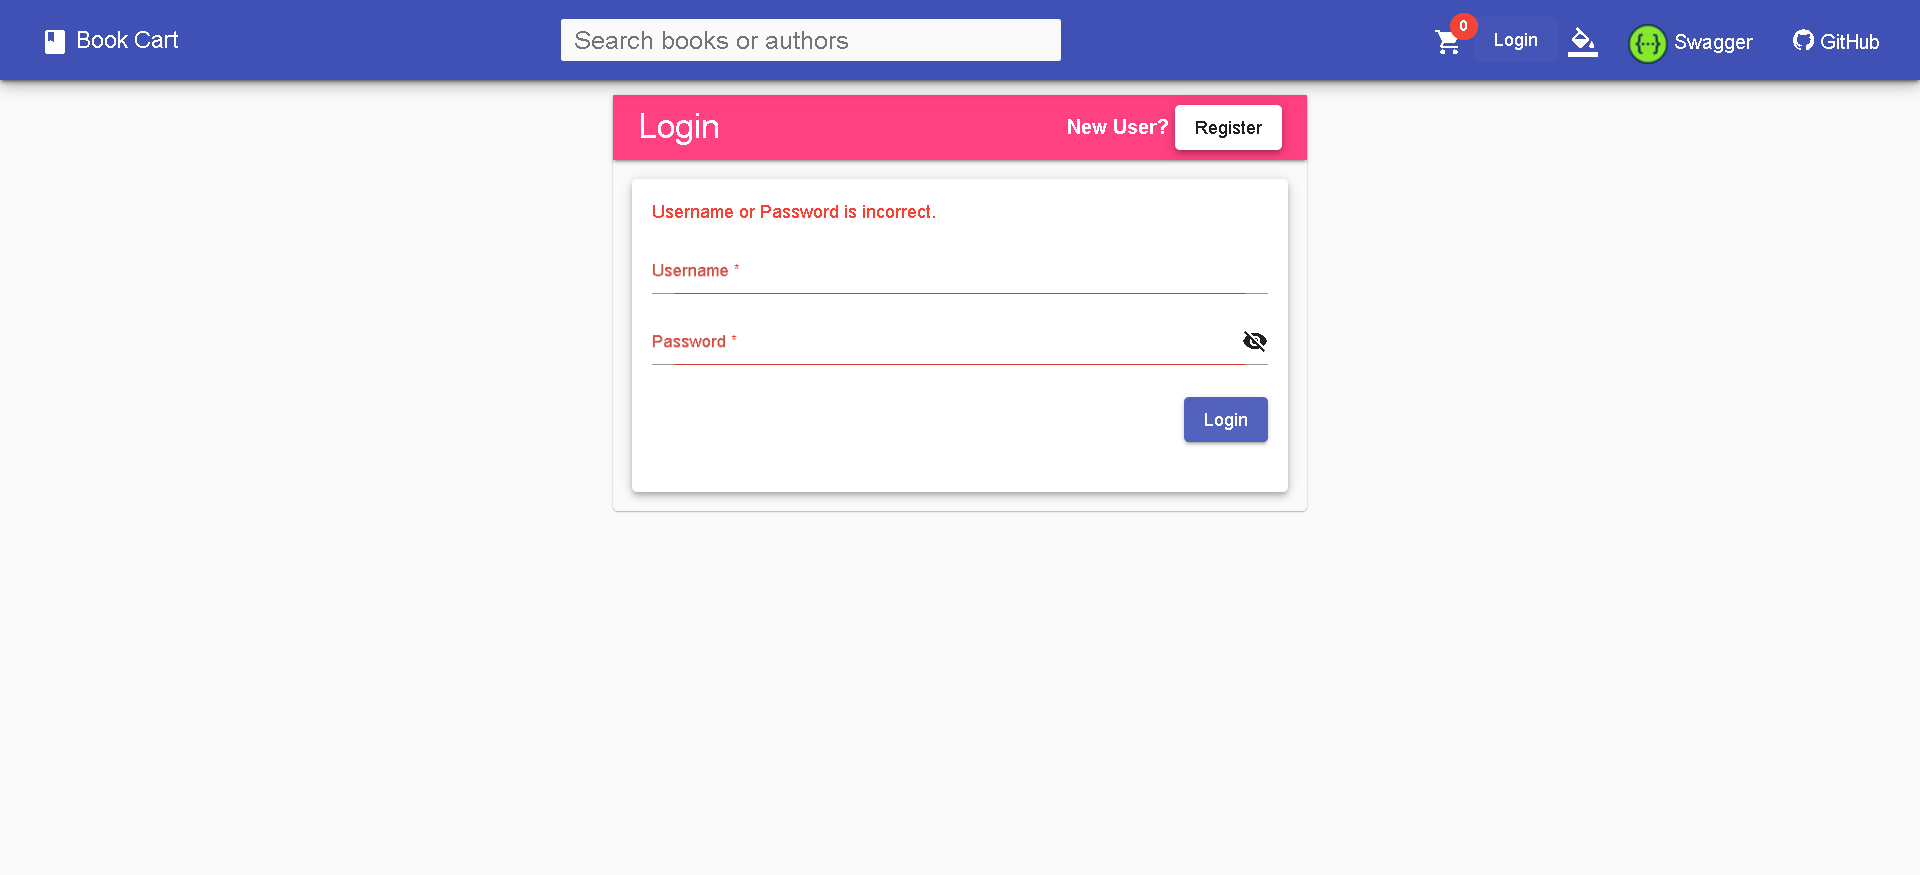 Book Cart
Search books or authors
0
Login
{...} Swagger
GitHub
Login
New User? Register
Username or Password is incorrect.
Username *
Password *
Login